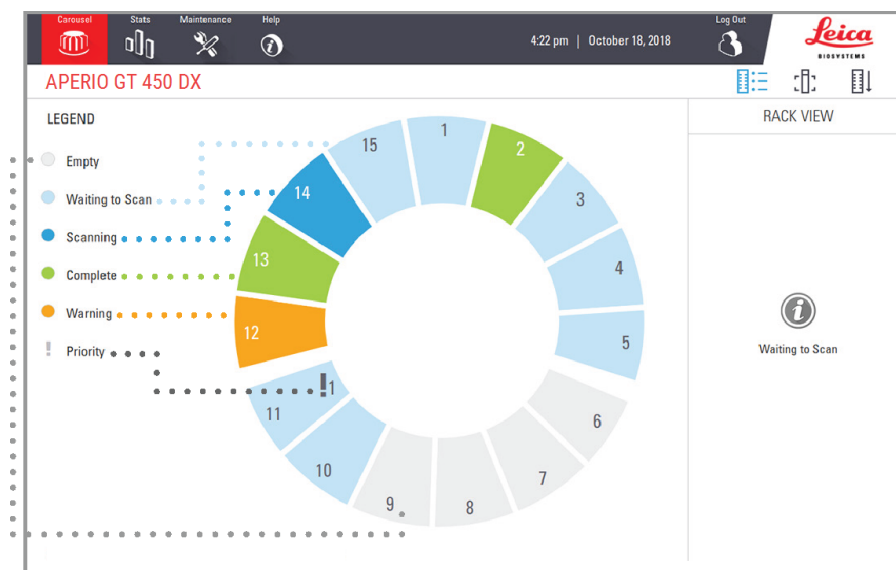 Carousel Stats Maintenance Help
4:22 pm | October 18, 2018
Log Out
Leica
BIOSYSTEMS
APERIO GT 450 DX
LEGEND
Empty
Waiting to Scan
Scanning
Complete
Warning
! Priority
1
2
3
4
5
6
7
8
9
10
11
!1
12
13
14
15
RACK VIEW
Waiting to Scan